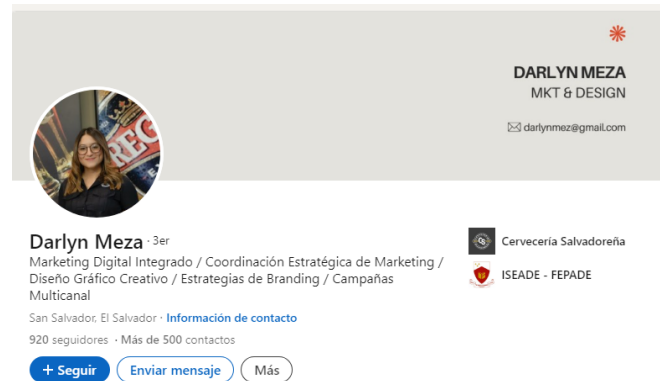 DARLYN MEZA
MKT & DESIGN
darlynmez@gmail.com
REG
Darlyn Meza · 3er
Marketing Digital Integrado / Coordinación Estratégica de Marketing /
Diseño Gráfico Creativo / Estrategias de Branding / Campañas
Multicanal
San Salvador, El Salvador · Información de contacto
920 seguidores · Más de 500 contactos
+ Seguir
Enviar mensaje
Más
Cervecería Salvadoreña
ISEADE - FEPADE